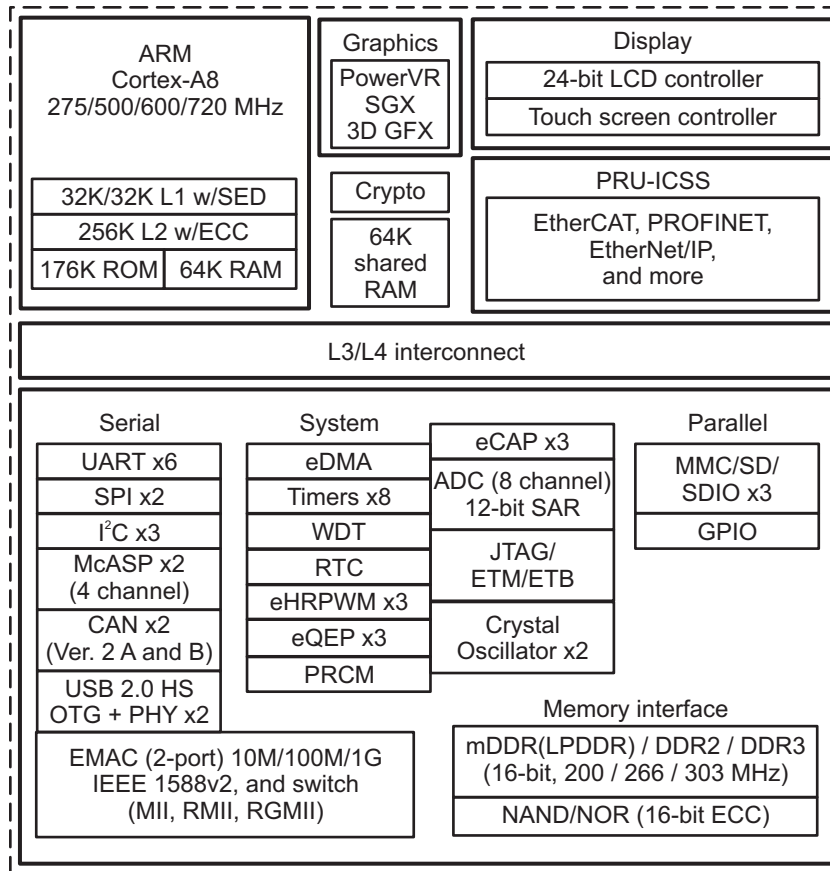 ARM
Cortex-A8
275/500/600/720 MHz
32K/32K L1 w/SED
256K L2 w/ECC
176K ROM
64K RAM
Graphics
PowerVR
SGX
3D GFX
Crypto
64K
shared
RAM
Display
24-bit LCD controller
Touch screen controller
PRU-ICSS
EtherCAT, PROFINET,
EtherNet/IP,
and more
L3/L4 interconnect
Serial
UART x6
SPI x2
I²C x3
McASP x2
(4 channel)
CAN x2
(Ver. 2 A and B)
USB 2.0 HS
OTG + PHY x2
EMAC (2-port) 10M/100M/1G
IEEE 1588v2, and switch
(MII, RMII, RGMII)
System
eDMA
Timers x8
WDT
RTC
eHRPWM x3
eQEP x3
PRCM
eCAP x3
ADC (8 channel)
12-bit SAR
JTAG/
ETM/ETB
Crystal
Oscillator x2
Parallel
MMC/SD/
SDIO x3
GPIO
Memory interface
mDDR(LPDDR) / DDR2 / DDR3
(16-bit, 200 / 266 / 303 MHz)
NAND/NOR (16-bit ECC)